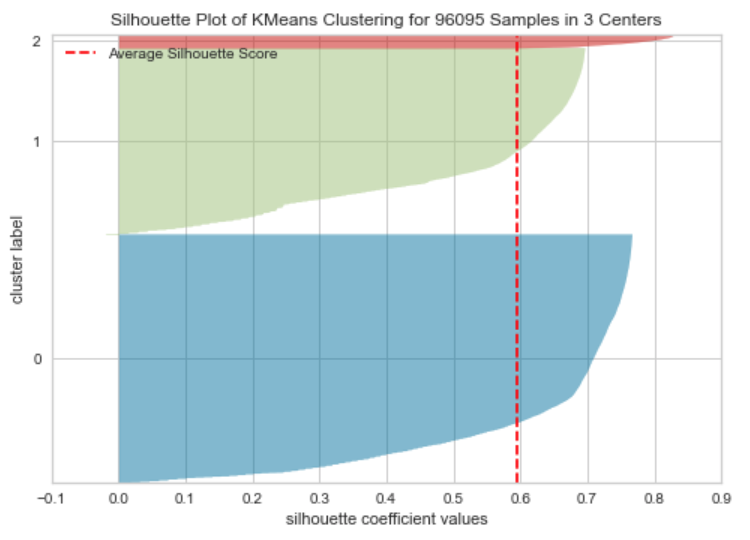 Silhouette Plot of KMeans Clustering for 96095 Samples in 3 Centers
2
Average Silhouette Score
1
cluster label
0
−0.1 0.0 0.1 0.2 0.3 0.4 0.5 0.6 0.7 0.8 0.9
silhouette coefficient values